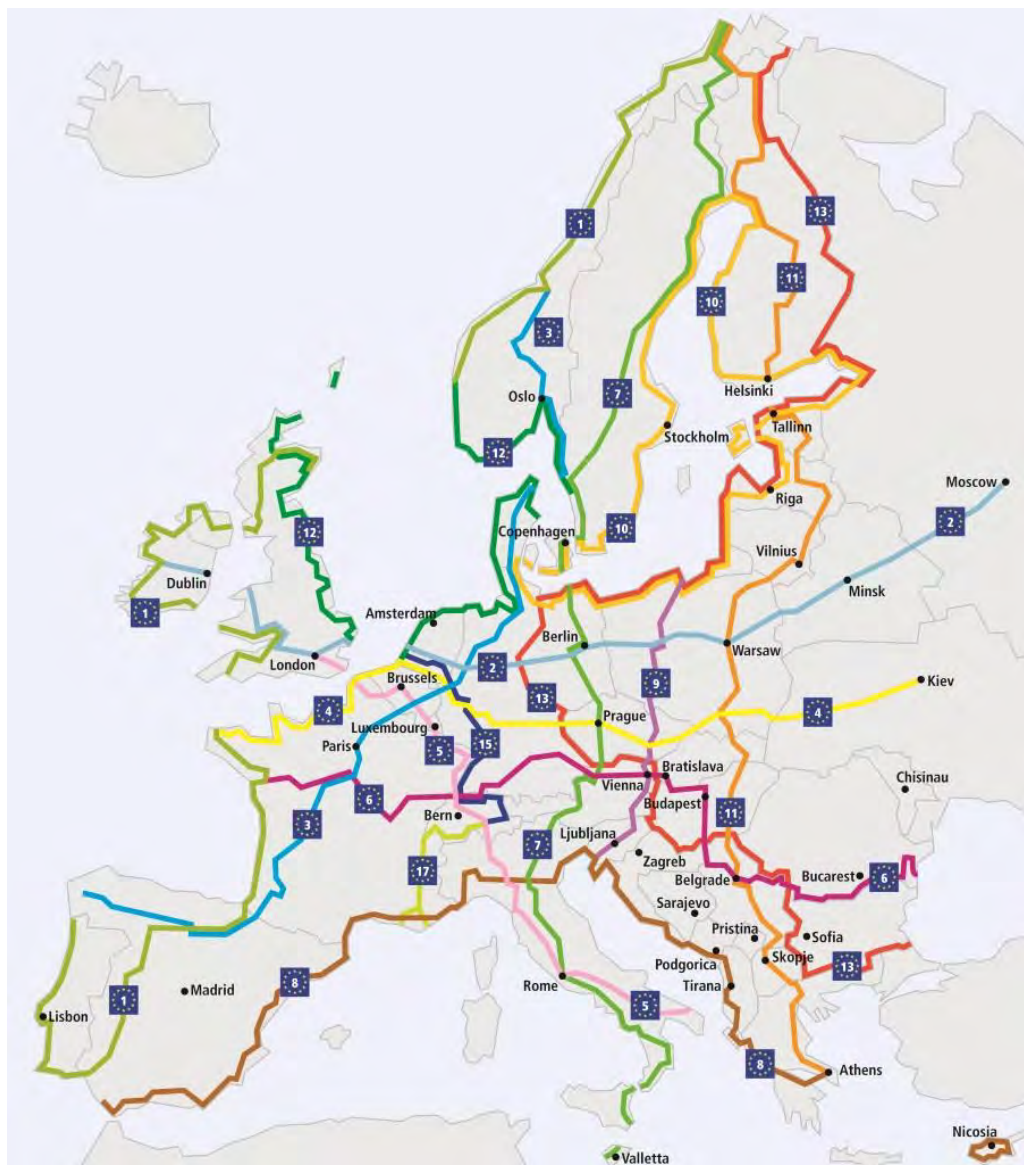 13
1
11
10
3
Helsinki
7
Oslo
Tallinn
Stockholm
12
Moscow
Riga
2
10
12
Copenhagen
Vilnius
Dublin
Minsk
1
Amsterdam
Berlin
Warsaw
London
2
Brussels
9
Kiev
13
4
4
Prague
Luxembourg
5
15
Paris
Bratislava
Chisinau
Vienna
6
Budapest
Bern
11
3
Ljubljana
7
Zagreb
17
Belgrade
Bucarest
6
Sarajevo
Pristina
Sofia
Podgorica
Skopje
13
8
Rome
Tirana
Madrid
1
5
Lisbon
8
Athens
Nicosia
Valletta